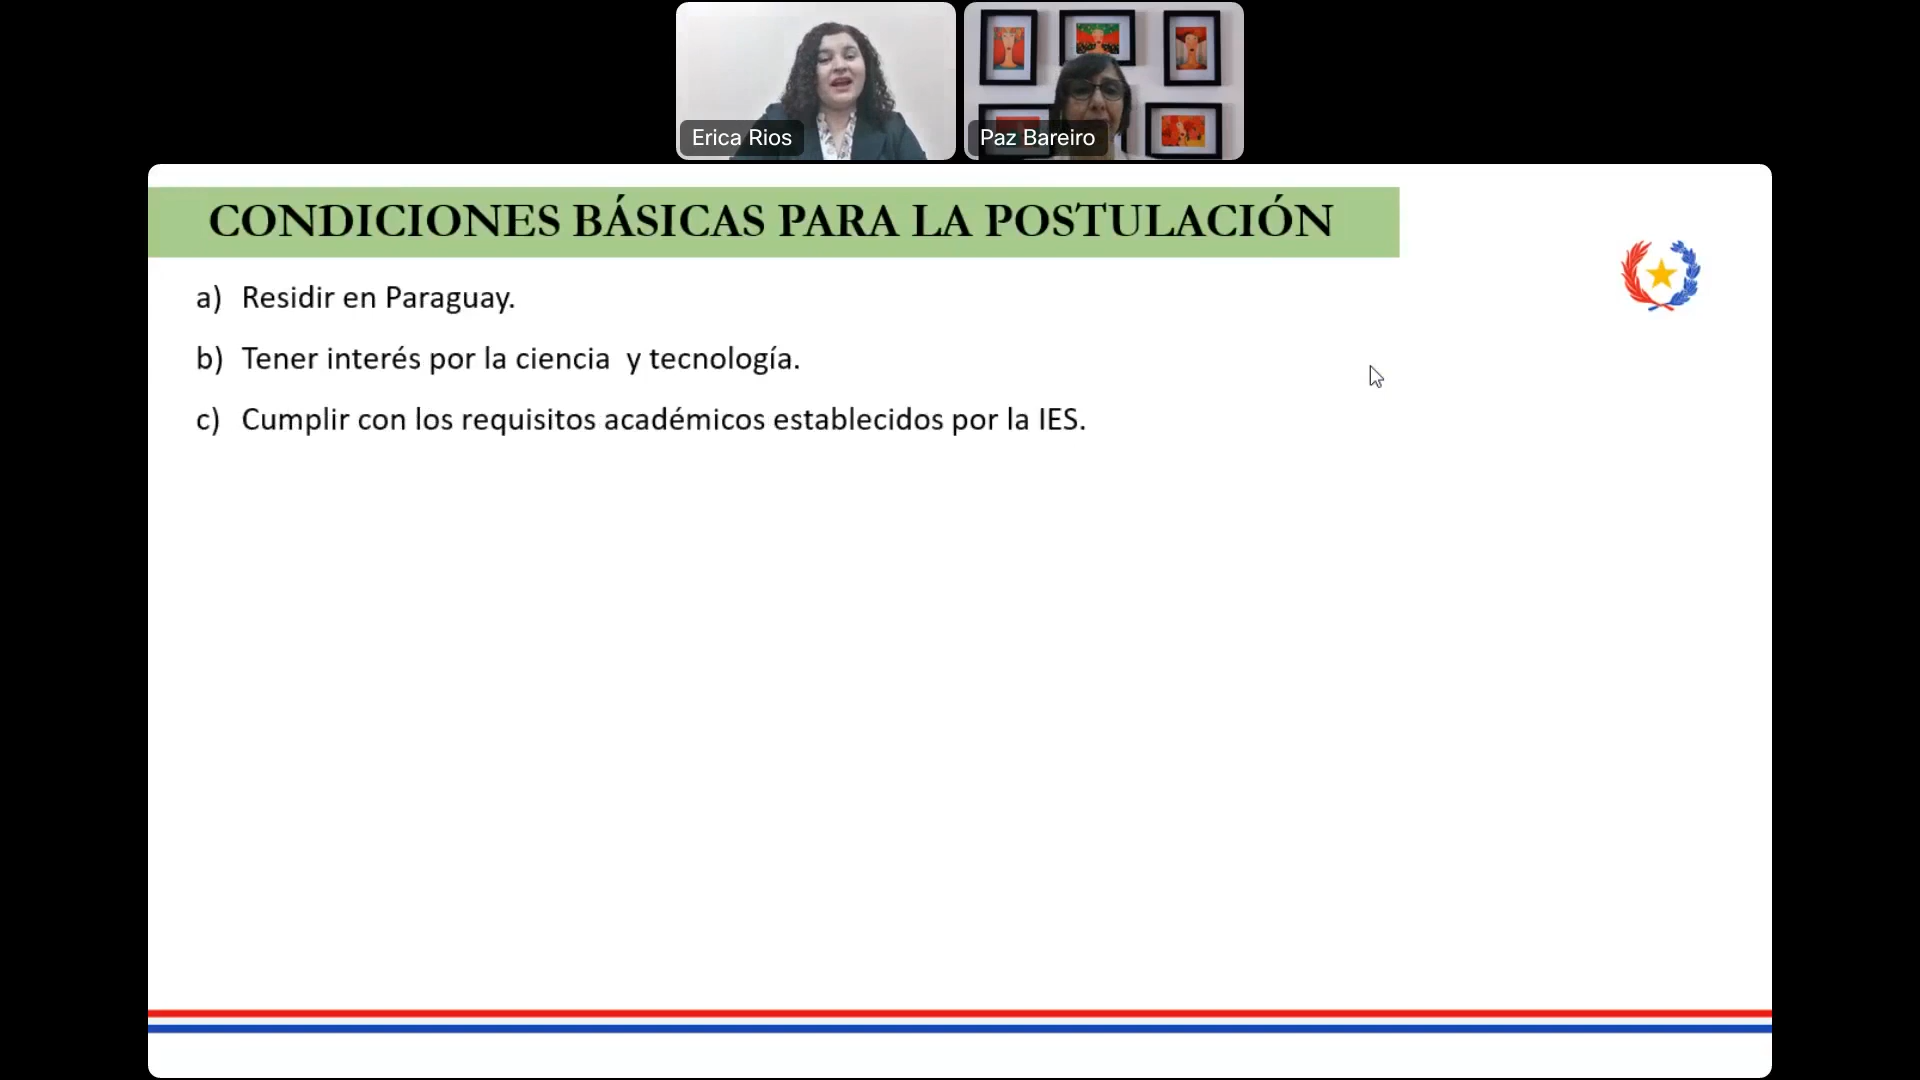 Erica Rios
Paz Bareiro
CONDICIONES BÁSICAS PARA LA POSTULACIÓN
a) Residir en Paraguay.
b) Tener interés por la ciencia y tecnología.
c) Cumplir con los requisitos académicos establecidos por la IES.